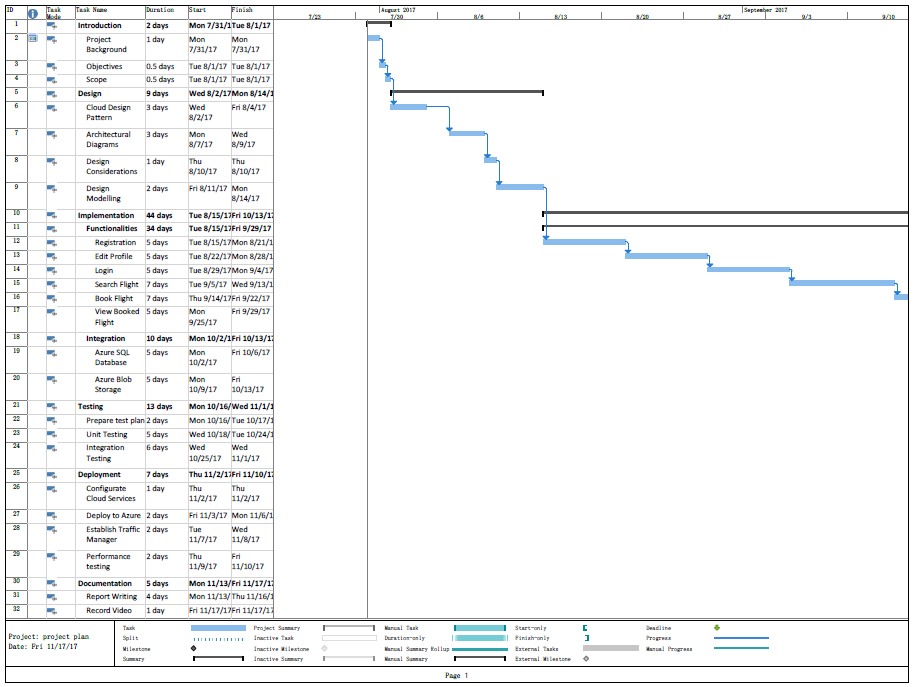 ID Task Mode Task Name Duration Start Finish
August 2017 September 2017
7/23 7/30 8/6 8/13 8/20 8/27 9/3 9/10
1 Introduction 2 days Mon 7/31/1 Tue 8/1/17
2 Project Background 1 day Mon 7/31/17 Mon 7/31/17
3 Objectives 0.5 days Tue 8/1/17 Tue 8/1/17
4 Scope 0.5 days Tue 8/1/17 Tue 8/1/17
5 Design 9 days Wed 8/2/17 Mon 8/14/1
6 Cloud Design Pattern 3 days Wed 8/2/17 Fri 8/4/17
7 Architectural Diagrams 3 days Mon 8/7/17 Wed 8/9/17
8 Design Considerations 1 day Thu 8/10/17 Thu 8/10/17
9 Design Modelling 2 days Fri 8/11/17 Mon 8/14/17
10 Implementation 44 days Tue 8/15/17 Fri 10/13/17
11 Functionalities 34 days Tue 8/15/17 Fri 9/29/17
12 Registration 5 days Tue 8/15/17 Mon 8/21/1
13 Edit Profile 5 days Tue 8/22/17 Mon 8/28/1
14 Login 5 days Tue 8/29/17 Mon 9/4/17
15 Search Flight 7 days Tue 9/5/17 Wed 9/13/1
16 Book Flight 7 days Thu 9/14/17 Fri 9/22/17
17 View Booked Flight 5 days Mon 9/25/17 Fri 9/29/17
18 Integration 10 days Mon 10/2/1 Fri 10/13/17
19 Azure SQL Database 5 days Mon 10/2/17 Fri 10/6/17
20 Azure Blob Storage 5 days Mon 10/9/17 Fri 10/13/17
21 Testing 13 days Mon 10/16/ Wed 11/1/1
22 Prepare test plan 2 days Mon 10/16/ Tue 10/17/1
23 Unit Testing 5 days Wed 10/18/ Tue 10/24/1
24 Integration Testing 6 days Wed 10/25/17 Wed 11/1/17
25 Deployment 7 days Thu 11/2/17 Fri 11/10/17
26 Configurate Cloud Services 1 day Thu 11/2/17 Thu 11/2/17
27 Deploy to Azure 2 days Fri 11/3/17 Mon 11/6/1
28 Establish Traffic Manager 2 days Tue 11/7/17 Wed 11/8/17
29 Performance testing 2 days Thu 11/9/17 Fri 11/10/17
30 Documentation 5 days Mon 11/13/ Fri 11/17/17
31 Report Writing 4 days Mon 11/13/ Thu 11/16/1
32 Record Video 1 day Fri 11/17/17 Fri 11/17/17
Project: project plan
Date: Fri 11/17/17
Task Project Summary Manual Task Start-only Deadline
Split Inactive Task Duration-only Finish-only Progress
Milestone Inactive Milestone Manual Summary Rollup External Tasks Manual Progress
Summary Inactive Summary Manual Summary External Milestone
Page 1